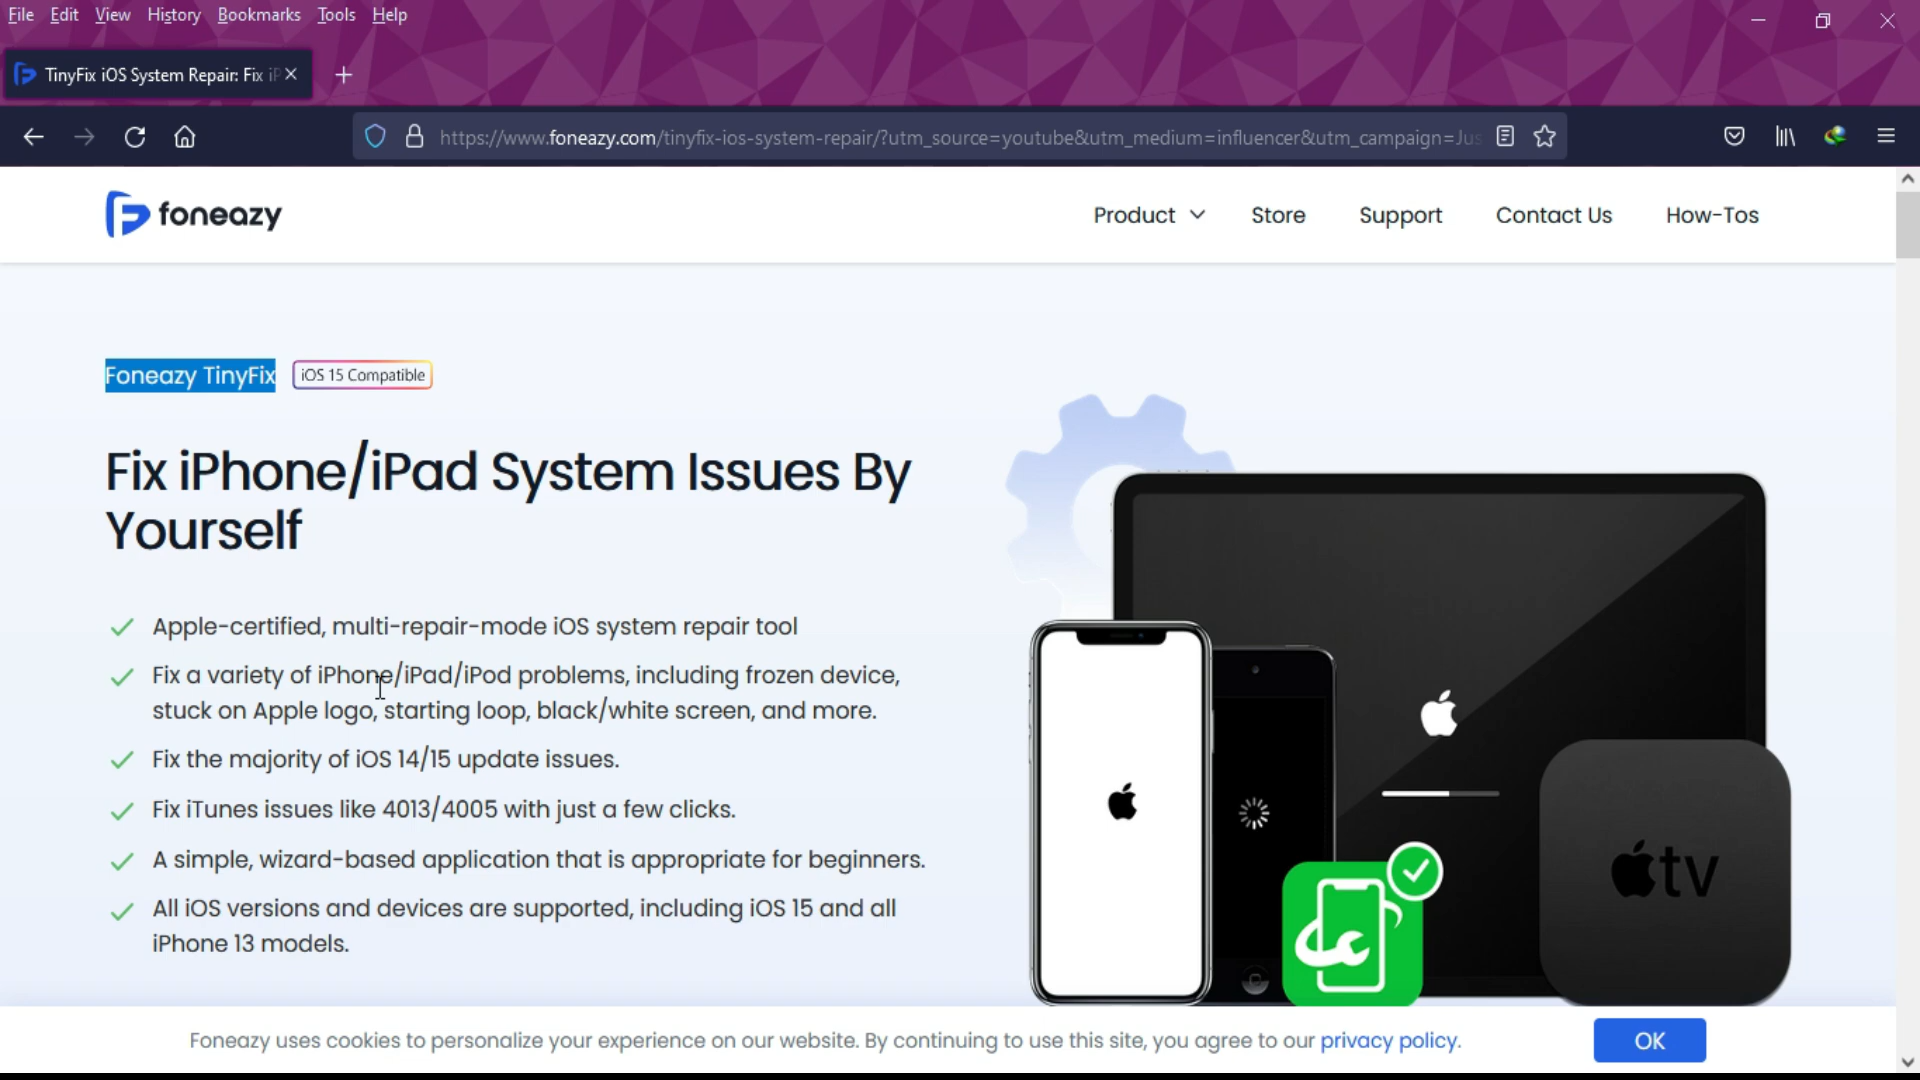 File Edit View History Bookmarks Tools Help
TinyFix iOS System Repair: Fix iP
https://www.foneazy.com/tinyfix-ios-system-repair/?utm_source=youtube&utm_medium=influencer&utm_campaign=Jus
foneazy
Product Store Support Contact Us How-Tos
Foneazy TinyFix iOS 15 Compatible
Fix iPhone/iPad System Issues By
Yourself
Apple-certified, multi-repair-mode iOS system repair tool
Fix a variety of iPhone/iPad/iPod problems, including frozen device,
stuck on Apple logo, starting loop, black/white screen, and more.
Fix the majority of iOS 14/15 update issues.
Fix iTunes issues like 4013/4005 with just a few clicks.
A simple, wizard-based application that is appropriate for beginners.
All iOS versions and devices are supported, including iOS 15 and all
iPhone 13 models.
tv
Foneazy uses cookies to personalize your experience on our website. By continuing to use this site, you agree to our privacy policy.
OK